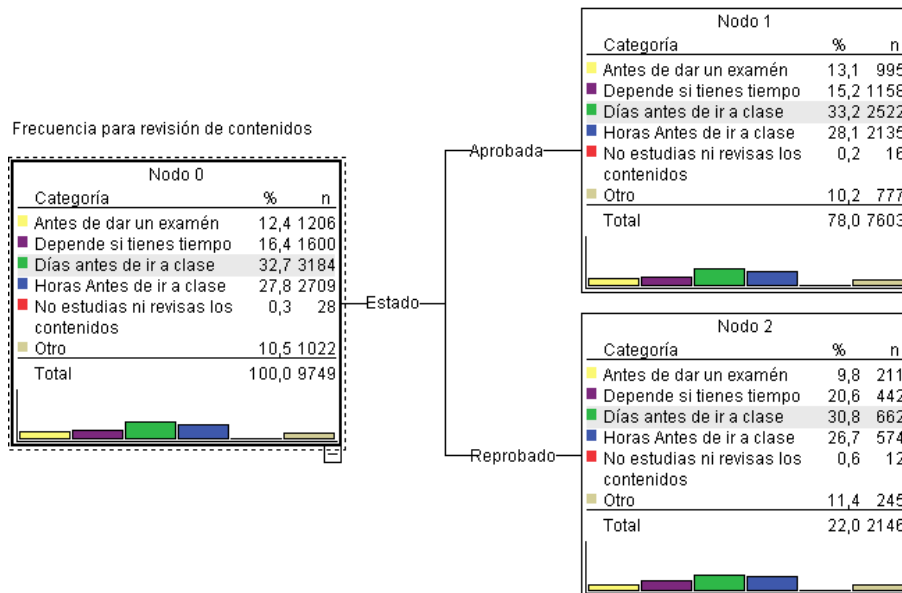 Frecuencia para revisión de contenidos
Nodo 0
Categoría % n
Antes de dar un examén 12,4 1206
Depende si tienes tiempo 16,4 1600
Días antes de ir a clase 32,7 3184
Horas Antes de ir a clase 27,8 2709
No estudias ni revisas los 0,3 28
contenidos
Otro 10,5 1022
Total 100,0 9749
Estado
Aprobada
Nodo 1
Categoría % n
Antes de dar un examén 13,1 995
Depende si tienes tiempo 15,2 1158
Días antes de ir a clase 33,2 2522
Horas Antes de ir a clase 28,1 2135
No estudias ni revisas los 0,2 16
contenidos
Otro 10,2 777
Total 78,0 7603
Reprobado
Nodo 2
Categoría % n
Antes de dar un examén 9,8 211
Depende si tienes tiempo 20,6 442
Días antes de ir a clase 30,8 662
Horas Antes de ir a clase 26,7 574
No estudias ni revisas los 0,6 12
contenidos
Otro 11,4 245
Total 22,0 2146